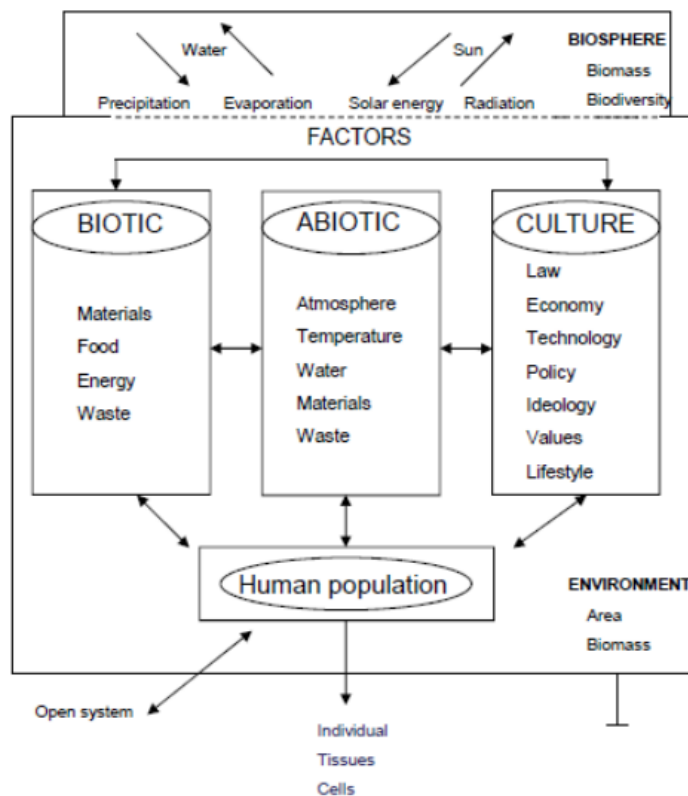 Water
Sun
BIOSPHERE
Biomass
Biodiversity
Precipitation
Evaporation
Solar energy
Radiation
FACTORS
BIOTIC
Materials
Food
Energy
Waste
ABIOTIC
Atmosphere
Temperature
Water
Materials
Waste
CULTURE
Law
Economy
Technology
Policy
Ideology
Values
Lifestyle
Human population
ENVIRONMENT
Area
Biomass
Open system
Individual
Tissues
Cells